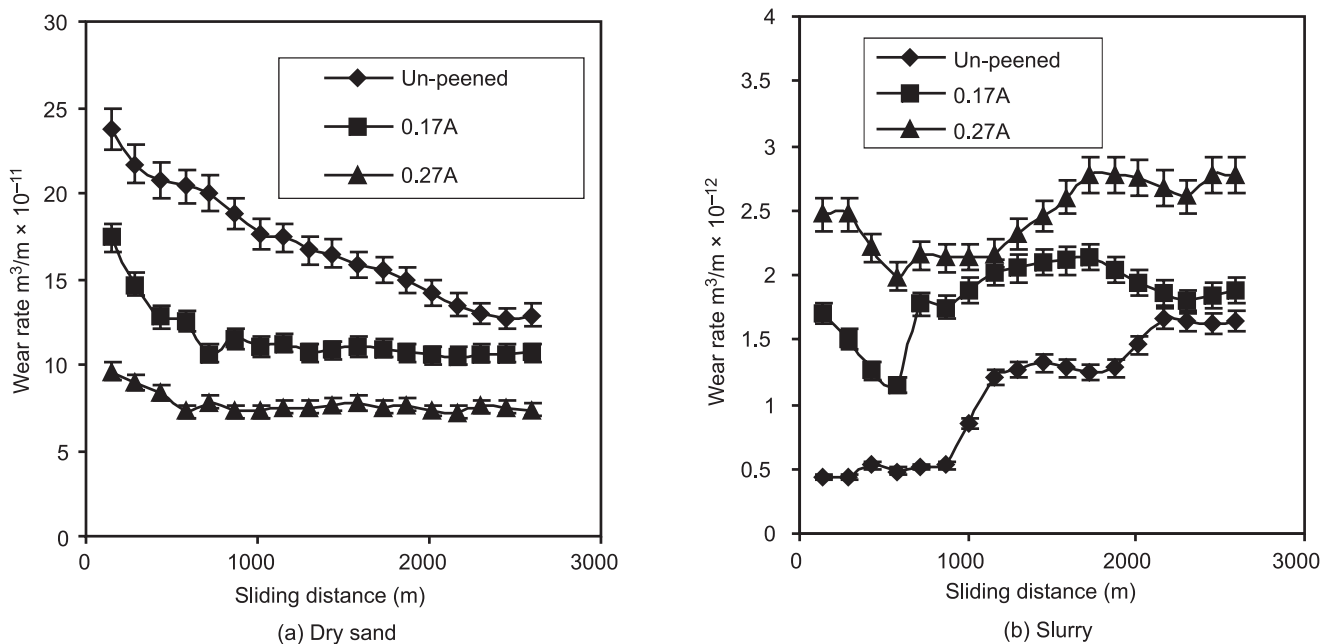 Wear rate m³/m × 10⁻¹¹
30
25
20
15
10
5
0
0
1000
2000
3000
Un-peened
0.17A
0.27A
Sliding distance (m)
(a) Dry sand
Wear rate m³/m × 10⁻¹²
4
3.5
3
2.5
2
1.5
1
0.5
0
0
1000
2000
3000
Un-peened
0.17A
0.27A
Sliding distance (m)
(b) Slurry